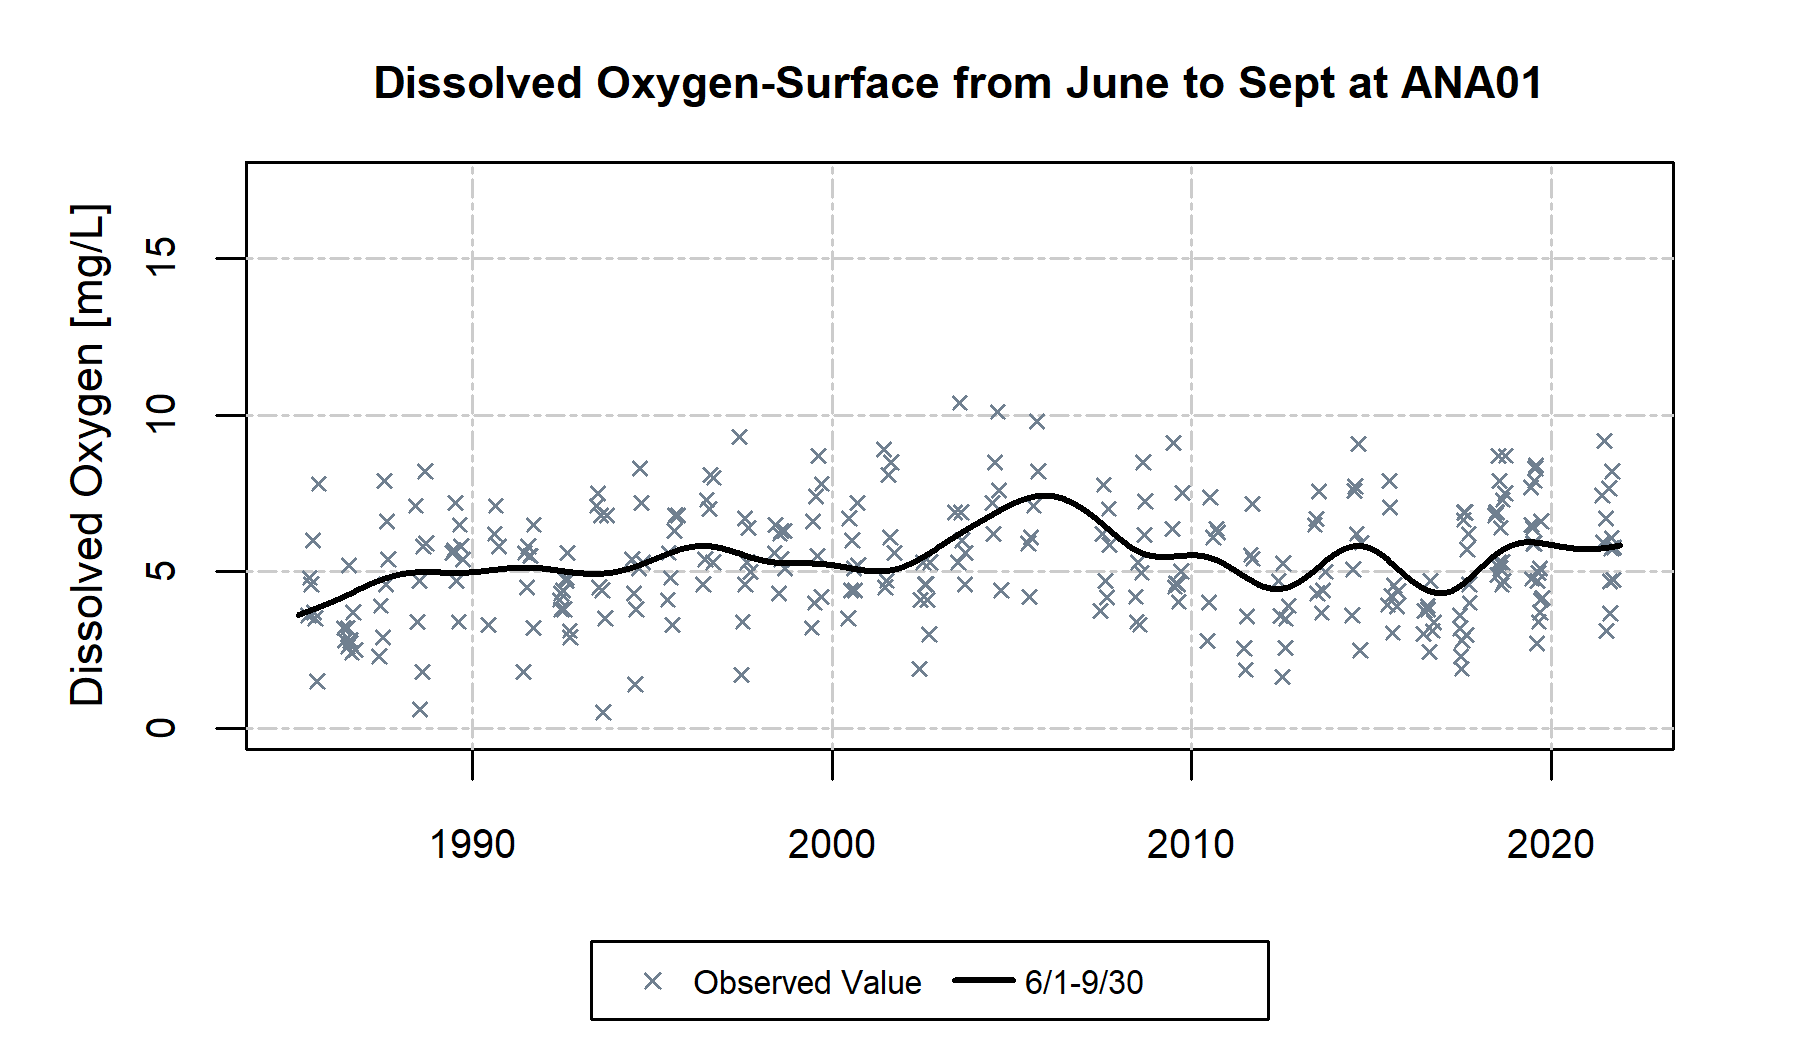 Dissolved Oxygen-Surface from June to Sept at ANA01
Dissolved Oxygen [mg/L]
15
10
5
0
1990 2000 2010 2020
Observed Value 6/1-9/30